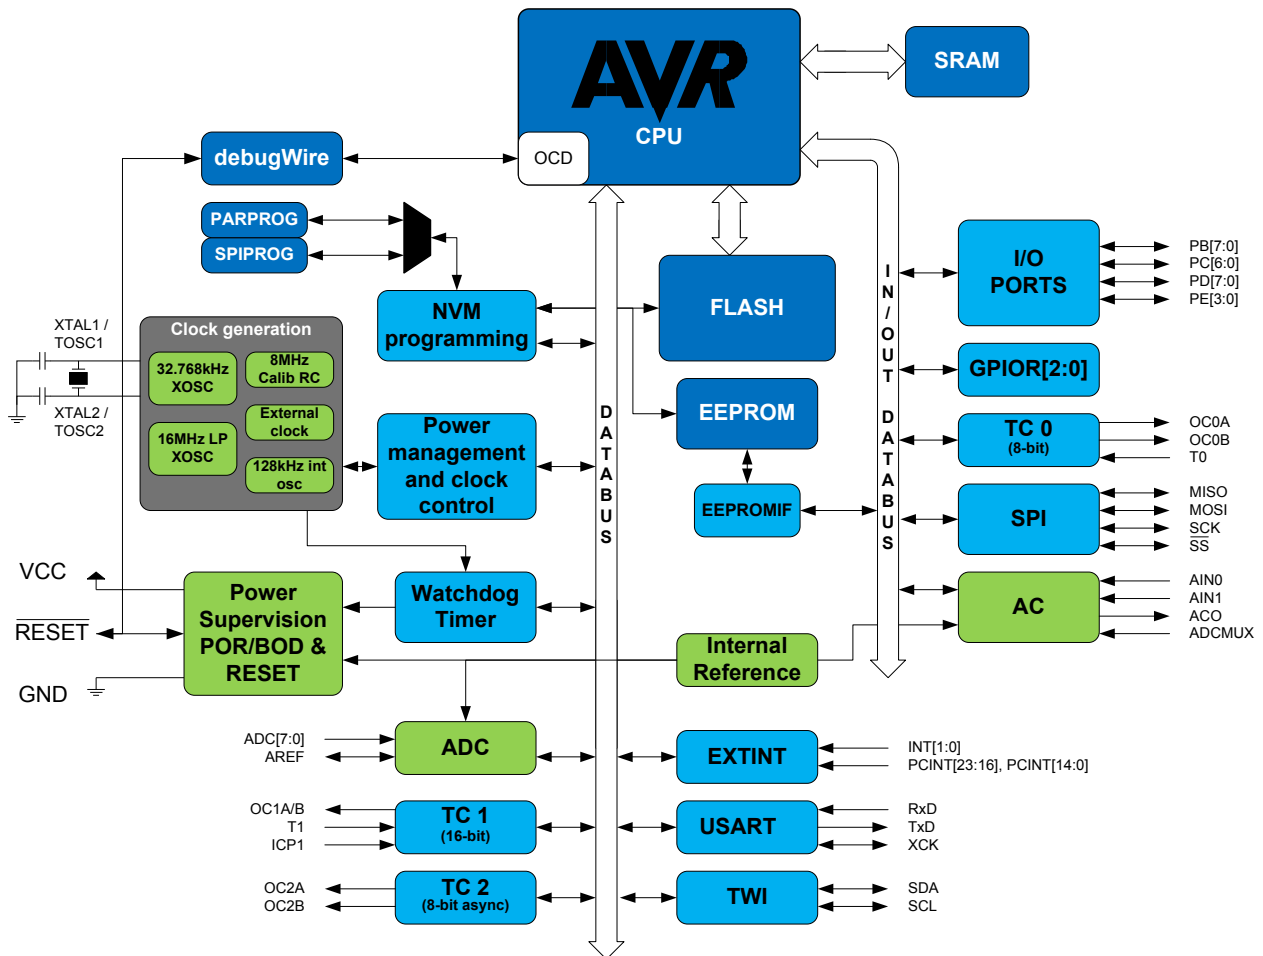 AVR
CPU
SRAM
OCD
debugWire
PARPROG
SPIPROG
NVM
programming
FLASH
I/O
PORTS
PB[7:0]
PC[6:0]
PD[7:0]
PE[3:0]
IN/OUT DATABUS
DATABUS
XTAL1 /
TOSC1
XTAL2 /
TOSC2
Clock generation
32.768kHz
XOSC
8MHz
Calib RC
External
clock
16MHz LP
XOSC
128kHz int
osc
Power
management
and clock
control
EEPROM
EEPROMIF
GPIOR[2:0]
TC 0
(8-bit)
OC0A
OC0B
T0
SPI
MISO
MOSI
SCK
SS
AC
AIN0
AIN1
ACO
ADCMUX
VCC
RESET
GND
Power
Supervision
POR/BOD &
RESET
Watchdog
Timer
Internal
Reference
ADC[7:0]
AREF
ADC
EXTINT
INT[1:0]
PCINT[23:16], PCINT[14:0]
OC1A/B
T1
ICP1
TC 1
(16-bit)
USART
RxD
TxD
XCK
OC2A
OC2B
TC 2
(8-bit async)
TWI
SDA
SCL